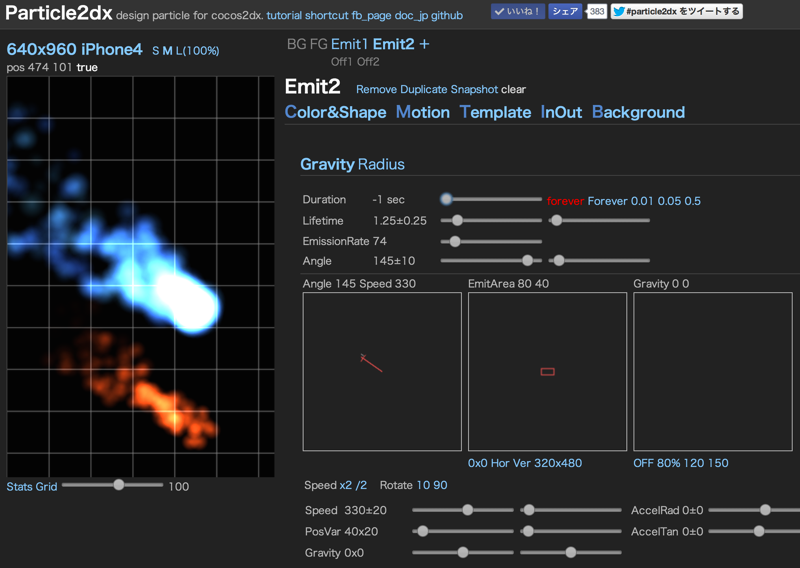 Particle2dx design particle for cocos2dx. tutorial shortcut fb_page doc_jp github
いいね！ シェア 383 #particle2dx をツイートする
640x960 iPhone4 S M L(100%)
pos 474 101 true
BG FG Emit1 Emit2 +
Off1 Off2
Emit2 Remove Duplicate Snapshot clear
Color&Shape Motion Template InOut Background
Gravity Radius
Duration -1 sec forever Forever 0.01 0.05 0.5
Lifetime 1.25±0.25
EmissionRate 74
Angle 145±10
Angle 145 Speed 330 EmitArea 80 40 Gravity 0 0
0x0 Hor Ver 320x480 OFF 80% 120 150
Stats Grid 100
Speed x2 /2 Rotate 10 90
Speed 330±20 AccelRad 0±0
PosVar 40x20 AccelTan 0±0
Gravity 0x0